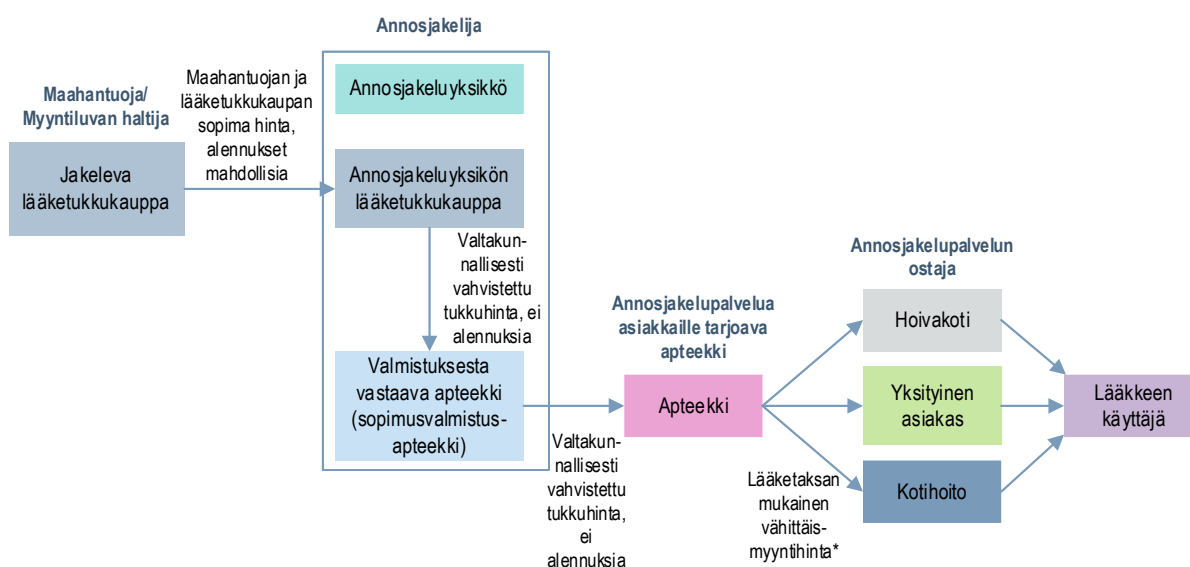 Annosjakelija
Maahantuoja/
Myyntiluvan haltija
Jakeleva
lääketukkukauppa
Maahantuojan ja
lääketukkukaupan
sopima hinta,
alennukset
mahdollisia
Annosjakeluyksikkö
Annosjakeluyksikön
lääketukkukauppa
Valtakun-
nallisesti
vahvistettu
tukkuhinta, ei
alennuksia
Valmistuksesta
vastaava apteekki
(sopimusvalmistus-
apteekki)
Valtakun-
nallisesti
vahvistettu
tukkuhinta,
ei
alennuksia
Annosjakelupalvelua
asiakkaille tarjoava
apteekki
Apteekki
Lääketaksan
mukainen
vähittäis-
myyntihinta*
Annosjakelupalvelun
ostaja
Hoivakoti
Yksityinen
asiakas
Kotihoito
Lääkkeen
käyttäjä